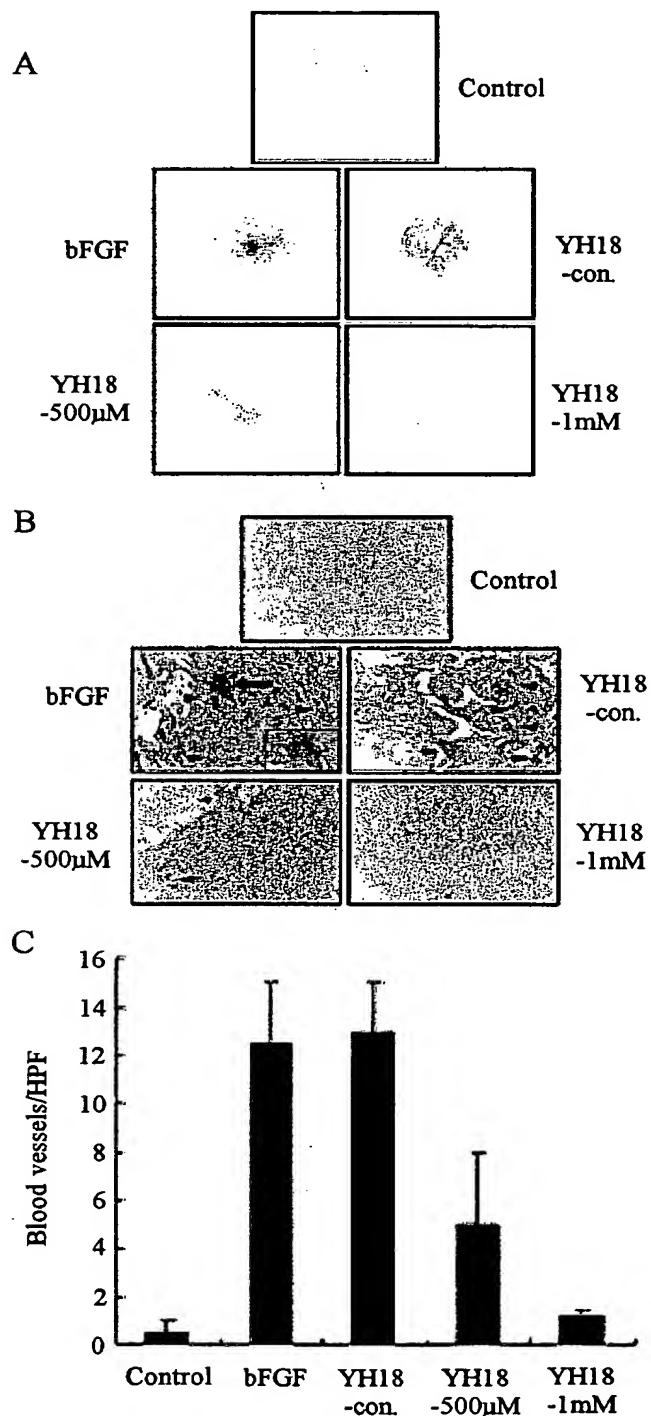 A
Control
bFGF
YH18
-con.
YH18
-500μM
YH18
-1mM
B
Control
bFGF
YH18
-con.
YH18
-500μM
YH18
-1mM
C
Blood vessels/HPF
16
14
12
10
8
6
4
2
0
Control
bFGF
YH18
-con.
YH18
-500μM
YH18
-1mM